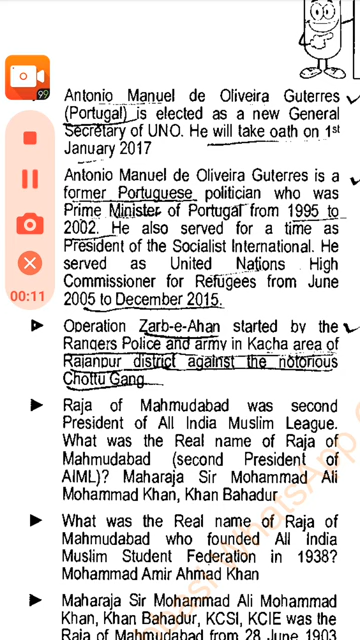 Antonio Manuel de Oliveira Guterres
(Portugal) is elected as a new General
Secretary of UNO. He will take oath on 1st
January 2017
Antonio Manuel de Oliveira Guterres is a
former Portuguese politician who was
Prime Minister of Portugal from 1995 to
2002. He also served for a time as
President of the Socialist International. He
served as United Nations High
Commissioner for Refugees from June
2005 to December 2015.
Operation Zarb-e-Ahan started by the
Rangers Police and army in Kacha area of
Rajanpur district against the notorious
Chottu Gang
Raja of Mahmudabad was second
President of All India Muslim League.
What was the Real name of Raja of
Mahmudabad (second President of
AIML)? Maharaja Sir Mohammad Ali
Mohammad Khan, Khan Bahadur
What was the Real name of Raja of
Mahmudabad who founded All India
Muslim Student Federation in 1938?
Mohammad Amir Ahmad Khan
Maharaja Sir Mohammad Ali Mohammad
Khan, Khan Bahadur, KCSI, KCIE was the
Raja of Mahmudabad from 28 June 1903
99
00:11
WhatsApp